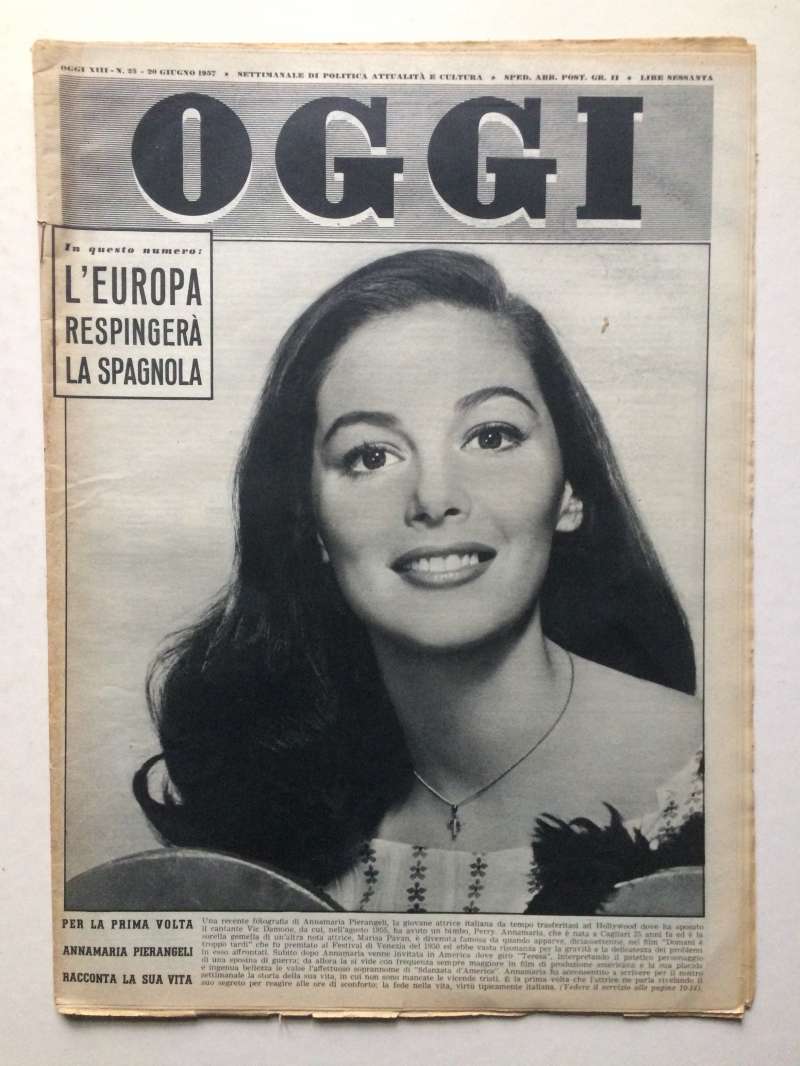 OGGI XIII - N. 25 - 20 GIUGNO 1957 ★ SETTIMANALE DI POLITICA ATTUALITÀ E CULTURA ★ SPED. ABB. POST. GR. II ★ LIRE SESSANTA
OGGI
In questo numero:
L'EUROPA
RESPINGERÀ
LA SPAGNOLA
PER LA PRIMA VOLTA
ANNAMARIA PIERANGELI
RACCONTA LA SUA VITA
Una recente fotografia di Annamaria Pierangeli, la giovane attrice italiana da tempo trasferitasi ad Hollywood dove ha sposato
il cantante Vic Damone, da cui, nell'agosto 1955, ha avuto un bimbo, Perry. Annamaria, che è nata a Cagliari 25 anni fa ed è la
sorella gemella di un'altra nota attrice, Marisa Pavan, è divenuta famosa da quando apparve, diciassettenne, nel film "Domani è
troppo tardi" che fu premiato al Festival di Venezia del 1950 ed ebbe vasta risonanza per la gravità e la delicatezza dei problemi
in esso affrontati. Subito dopo Annamaria venne invitata in America dove girò "Teresa", interpretando il patetico personaggio
di una sposina di guerra; da allora la si vide con frequenza sempre maggiore in film di produzione americana e la sua placida
e ingenua bellezza le valse l'affettuoso soprannome di "fidanzata d'America". Annamaria ha acconsentito a scrivere per il nostro
settimanale la storia della sua vita, in cui non sono mancate le vicende tristi. È la prima volta che l'attrice ne parla rivelando il
suo segreto per reagire alle ore di sconforto: la fede nella vita, virtù tipicamente italiana. (Vedere il servizio alle pagine 10-14).